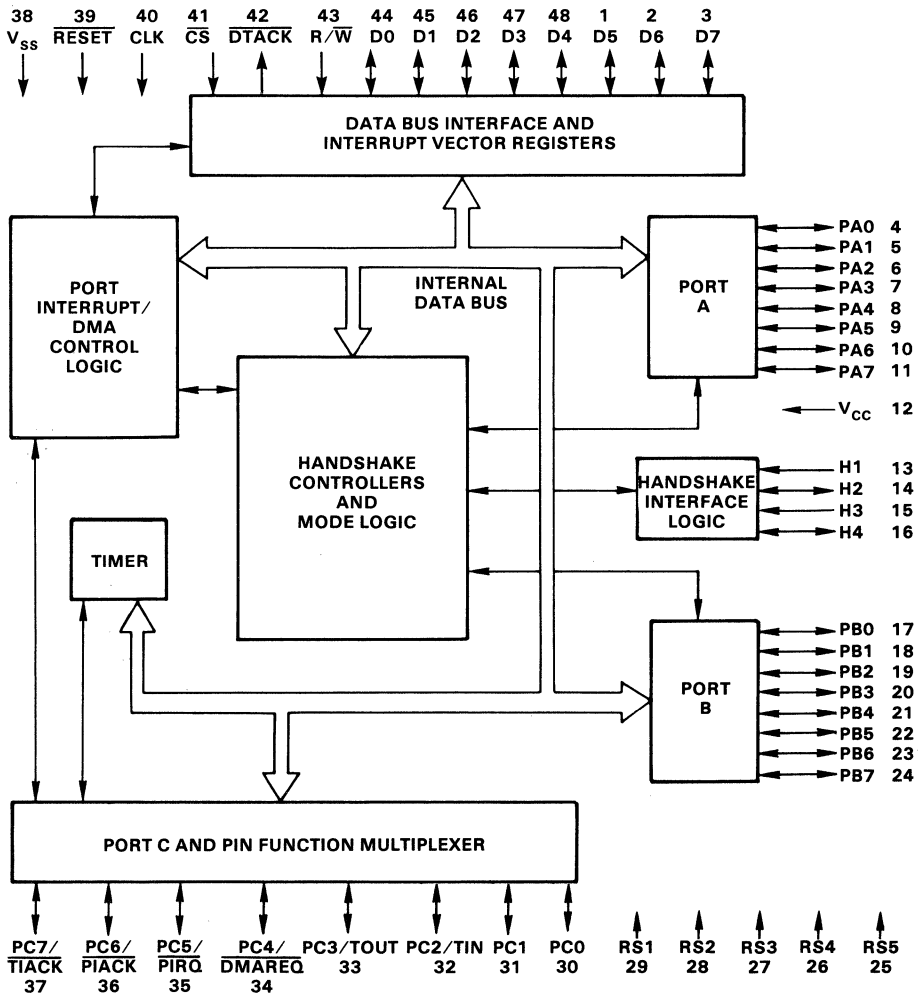 38 39 40 41 42 43 44 45 46 47 48 1 2 3
VSS RESET CLK CS DTACK R/W D0 D1 D2 D3 D4 D5 D6 D7
DATA BUS INTERFACE AND
INTERRUPT VECTOR REGISTERS
PORT
INTERRUPT/
DMA
CONTROL
LOGIC
INTERNAL
DATA BUS
PORT
A
PA0 4
PA1 5
PA2 6
PA3 7
PA4 8
PA5 9
PA6 10
PA7 11
VCC 12
HANDSHAKE
CONTROLLERS
AND
MODE LOGIC
HANDSHAKE
INTERFACE
LOGIC
H1 13
H2 14
H3 15
H4 16
TIMER
PORT
B
PB0 17
PB1 18
PB2 19
PB3 20
PB4 21
PB5 22
PB6 23
PB7 24
PORT C AND PIN FUNCTION MULTIPLEXER
PC7/ PC6/ PC5/ PC4/ PC3/TOUT PC2/TIN PC1 PC0 RS1 RS2 RS3 RS4 RS5
TIACK PIACK PIRQ DMAREQ 33 32 31 30 29 28 27 26 25
37 36 35 34